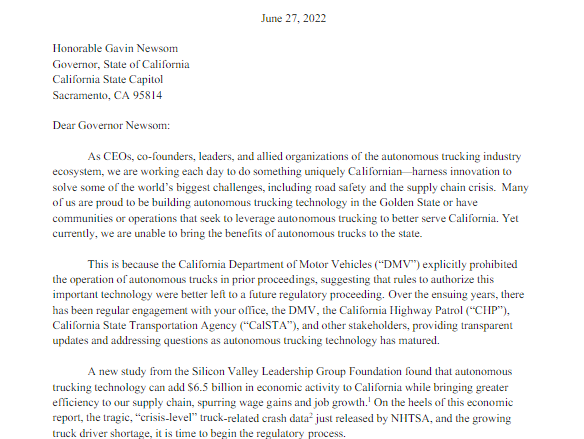 June 27, 2022
Honorable Gavin Newsom
Governor, State of California
California State Capitol
Sacramento, CA 95814
Dear Governor Newsom:
As CEOs, co-founders, leaders, and allied organizations of the autonomous trucking industry
ecosystem, we are working each day to do something uniquely Californian—harness innovation to
solve some of the world's biggest challenges, including road safety and the supply chain crisis. Many
of us are proud to be building autonomous trucking technology in the Golden State or have
communities or operations that seek to leverage autonomous trucking to better serve California. Yet
currently, we are unable to bring the benefits of autonomous trucks to the state.
This is because the California Department of Motor Vehicles ("DMV") explicitly prohibited
the operation of autonomous trucks in prior proceedings, suggesting that rules to authorize this
important technology were better left to a future regulatory proceeding. Over the ensuing years, there
has been regular engagement with your office, the DMV, the California Highway Patrol ("CHP"),
California State Transportation Agency ("CalSTA"), and other stakeholders, providing transparent
updates and addressing questions as autonomous trucking technology has matured.
A new study from the Silicon Valley Leadership Group Foundation found that autonomous
trucking technology can add $6.5 billion in economic activity to California while bringing greater
efficiency to our supply chain, spurring wage gains and job growth.¹ On the heels of this economic
report, the tragic, "crisis-level" truck-related crash data² just released by NHTSA, and the growing
truck driver shortage, it is time to begin the regulatory process.